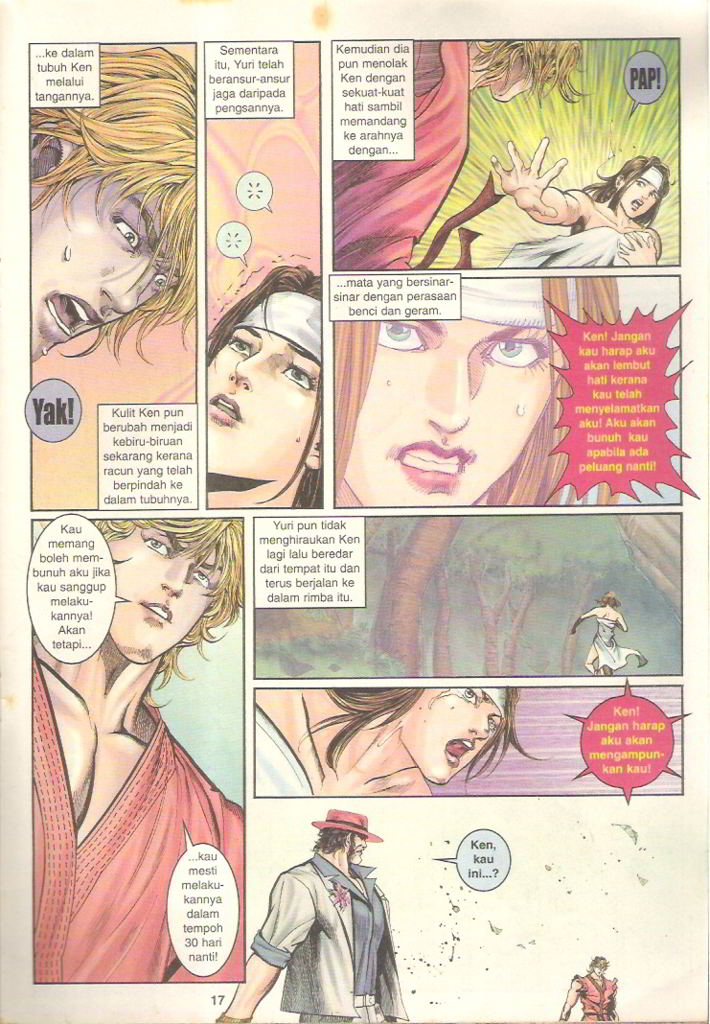 ...ke dalam
tubuh Ken
melalui
tangannya.
Sementara
itu, Yuri telah
beransur-ansur
jaga daripada
pengsannya.
Kemudian dia
pun menolak
Ken dengan
sekuat-kuat
hati sambil
memandang
ke arahnya
dengan...
PAP!
Yak!
Kulit Ken pun
berubah menjadi
kebiru-biruan
sekarang kerana
racun yang telah
berpindah ke
dalam tubuhnya.
...mata yang bersinar-
sinar dengan perasaan
benci dan geram.
Ken! Jangan
kau harap aku
akan lembut
hati kerana
kau telah
menyelamatkan
aku! Aku akan
bunuh kau
apabila ada
peluang nanti!
Kau
memang
boleh mem-
bunuh aku jika
kau sanggup
melaku-
kannya!
Akan
tetapi...
...kau
mesti
melaku-
kannya
dalam
tempoh
30 hari
nanti!
Yuri pun tidak
menghiraukan Ken
lagi lalu beredar
dari tempat itu dan
terus berjalan ke
dalam rimba itu.
Ken!
Jangan harap
aku akan
mengampun-
kan kau!
Ken,
kau
ini...?
17